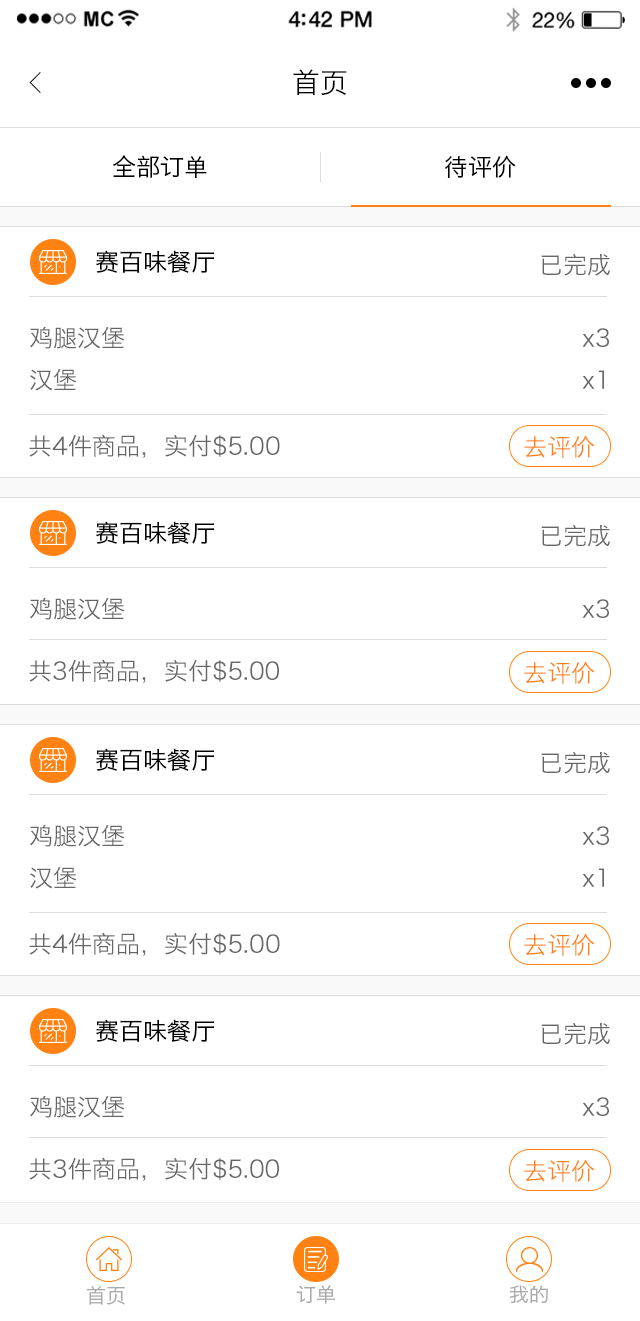 MC 4:42 PM 22%
首页
全部订单 待评价
赛百味餐厅 已完成
鸡腿汉堡 x3
汉堡 x1
共4件商品，实付$5.00 去评价
赛百味餐厅 已完成
鸡腿汉堡 x3
共3件商品，实付$5.00 去评价
赛百味餐厅 已完成
鸡腿汉堡 x3
汉堡 x1
共4件商品，实付$5.00 去评价
赛百味餐厅 已完成
鸡腿汉堡 x3
共3件商品，实付$5.00 去评价
首页 订单 我的